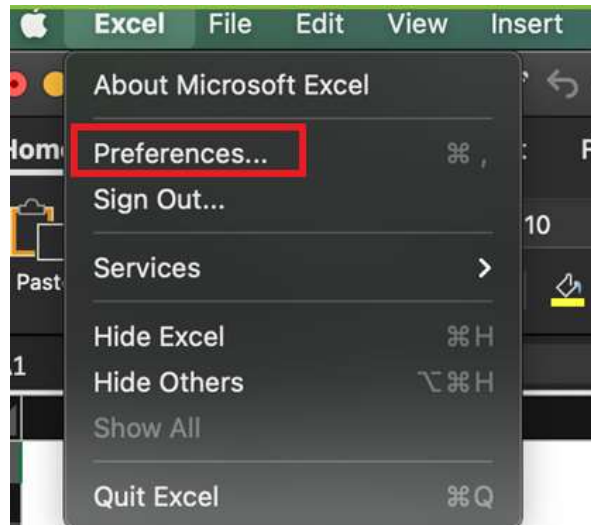 Excel File Edit View Insert
About Microsoft Excel
Preferences... ⌘ ,
Sign Out...
10
Services
Hide Excel ⌘ H
Hide Others ⌥ ⌘ H
Show All
Quit Excel ⌘ Q